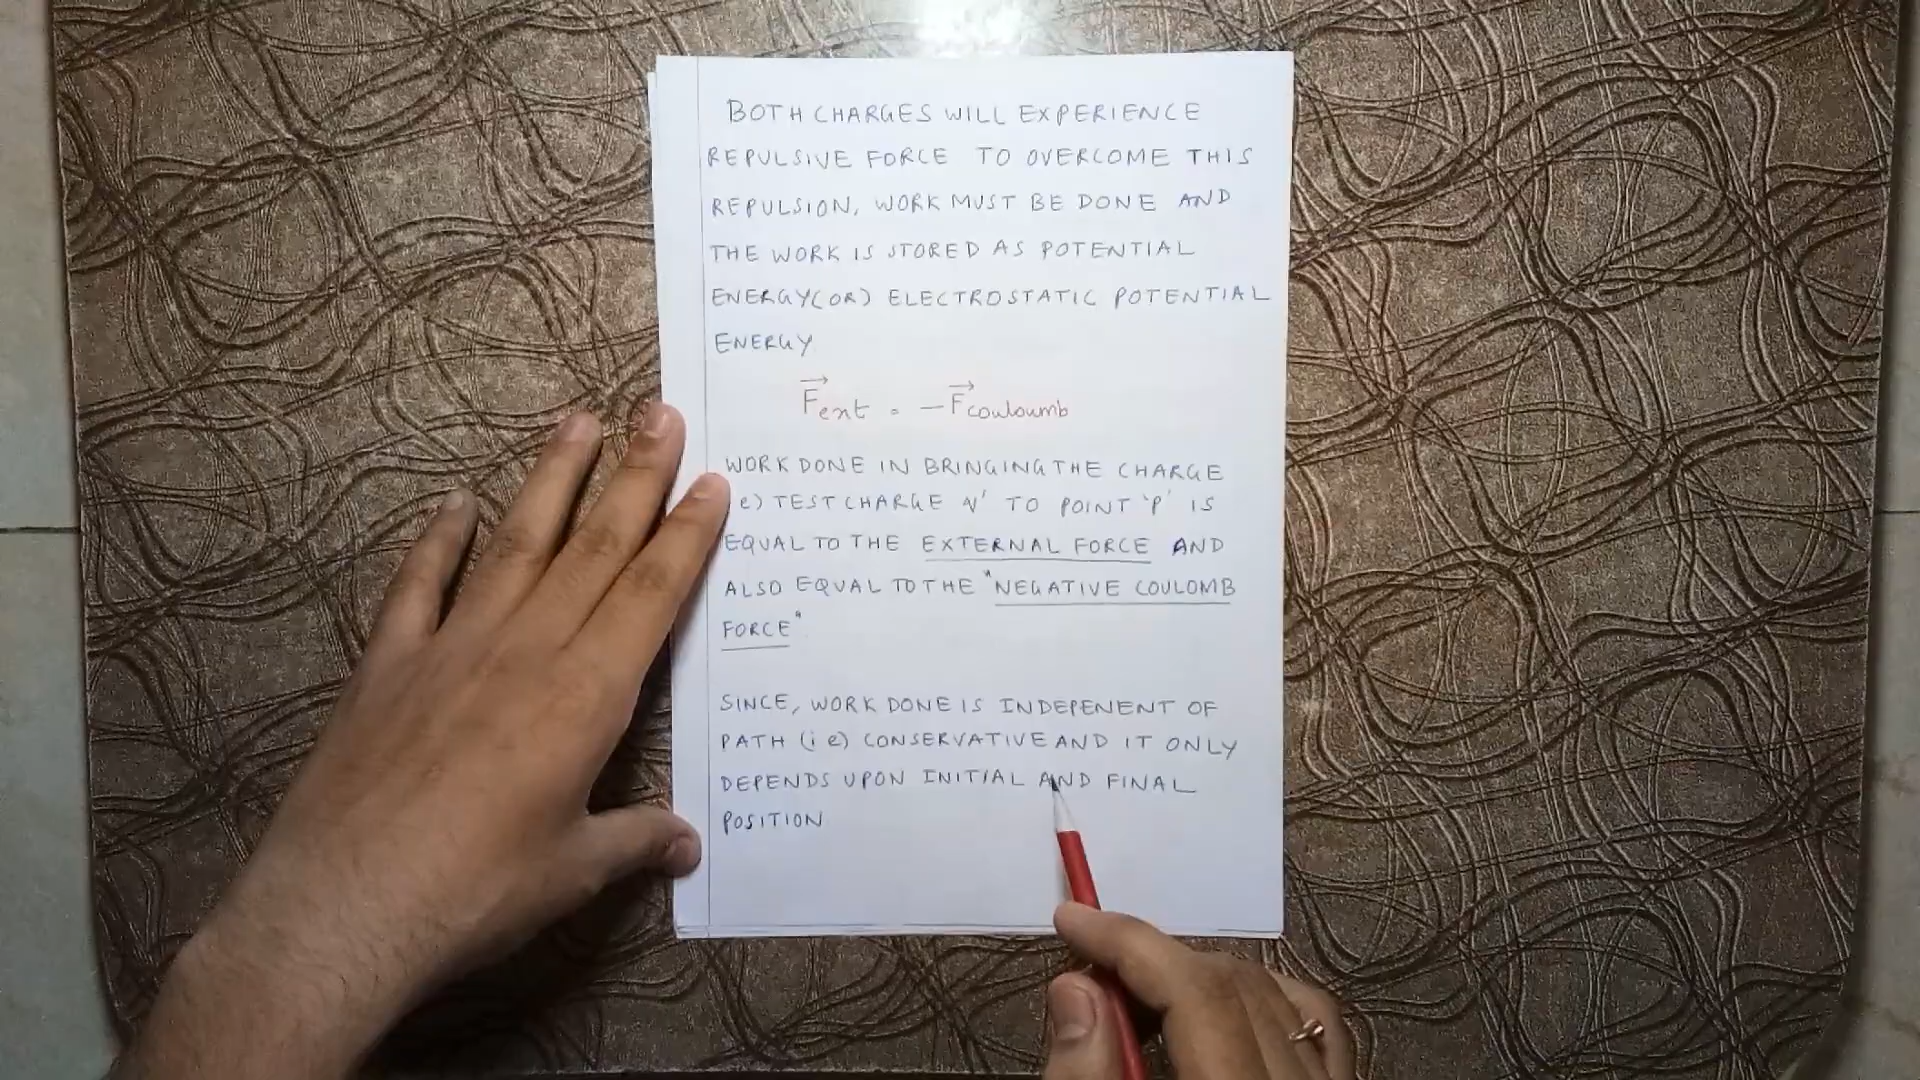 BOTH CHARGES WILL EXPERIENCE
REPULSIVE FORCE TO OVERCOME THIS
REPULSION, WORK MUST BE DONE AND
THE WORK IS STORED AS POTENTIAL
ENERGY(OR) ELECTROSTATIC POTENTIAL
ENERGY
F⃗ext = -F⃗couloumb
WORK DONE IN BRINGING THE CHARGE
e) TEST CHARGE TO POINT 'P' IS
EQUAL TO THE EXTERNAL FORCE AND
ALSO EQUAL TO THE "NEGATIVE COULOMB
FORCE"
SINCE, WORK DONE IS INDEPENENT OF
PATH (i e) CONSERVATIVE AND IT ONLY
DEPENDS UPON INITIAL AND FINAL
POSITION